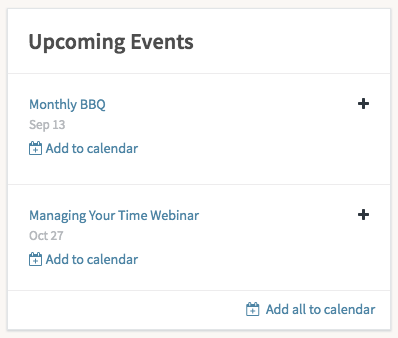 Upcoming Events
Monthly BBQ
Sep 13
Add to calendar
Managing Your Time Webinar
Oct 27
Add to calendar
Add all to calendar